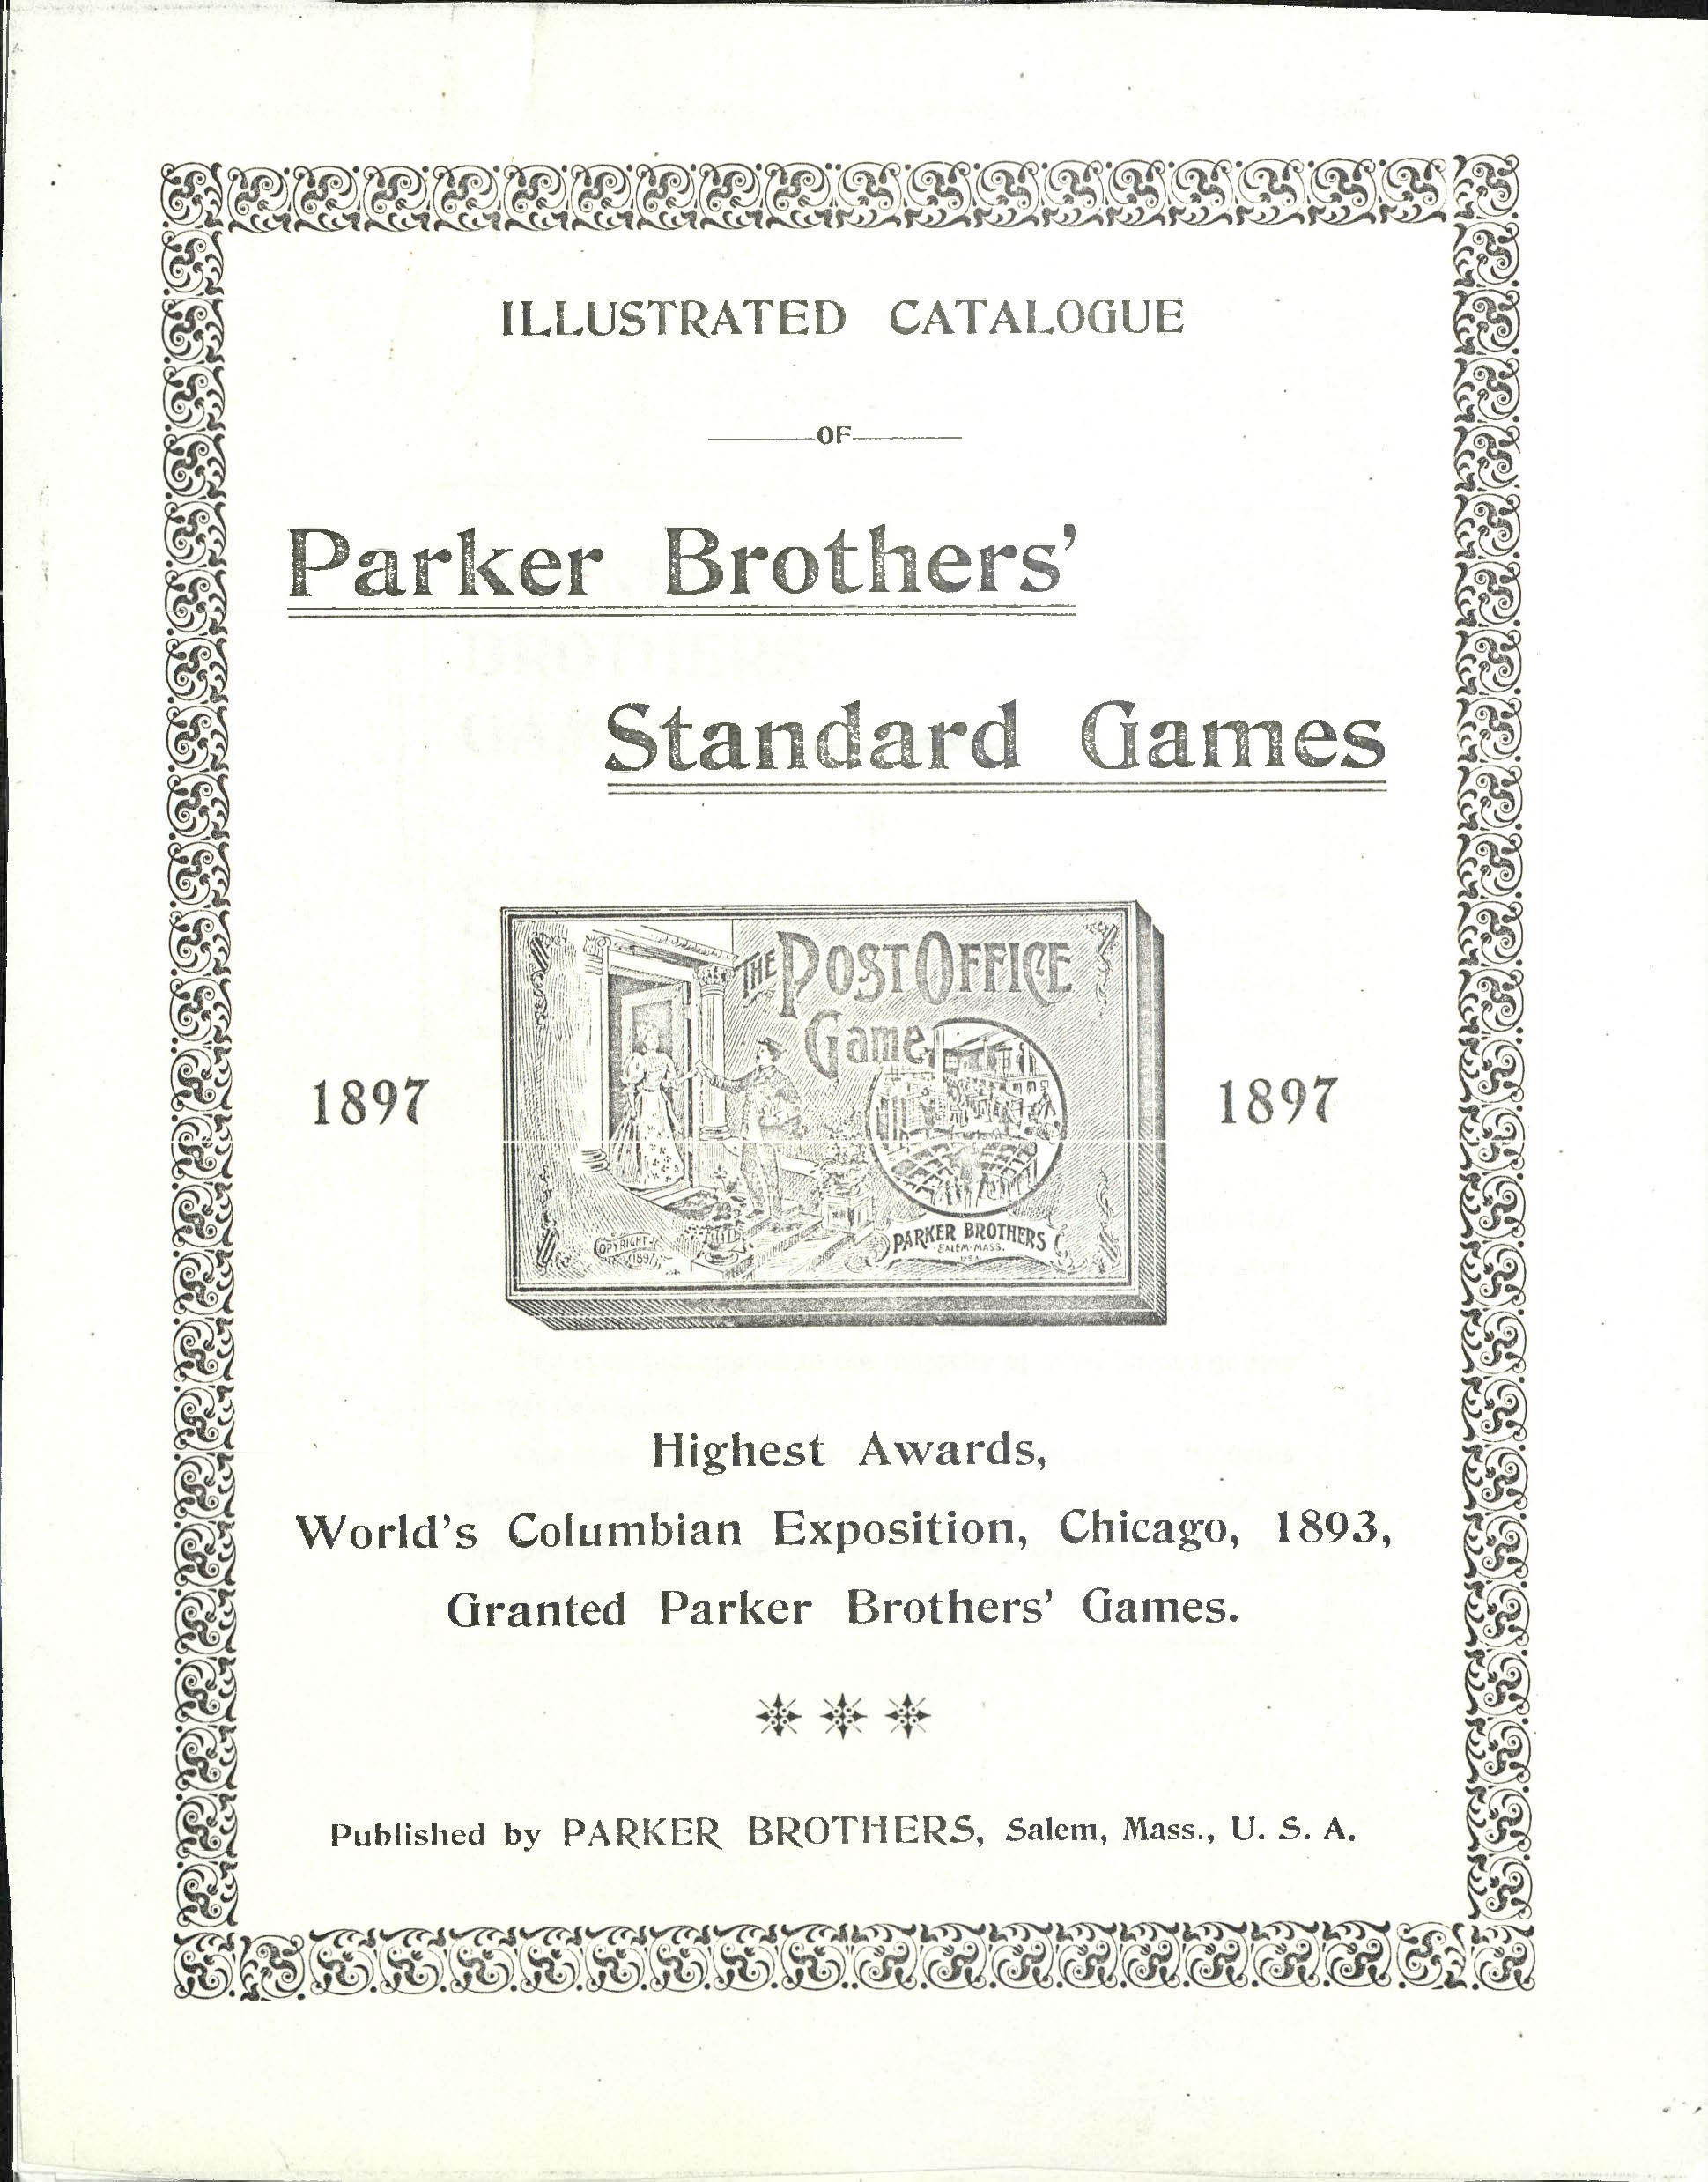 ILLUSTRATED CATALOGUE
OF
Parker Brothers'
Standard Games
THE POST OFFICE
Game
1897
1897
COPYRIGHT
1897
PARKER BROTHERS
SALEM-MASS.
USA
Highest Awards,
World's Columbian Exposition, Chicago, 1893,
Granted Parker Brothers' Games.
Published by PARKER BROTHERS, Salem, Mass., U. S. A.